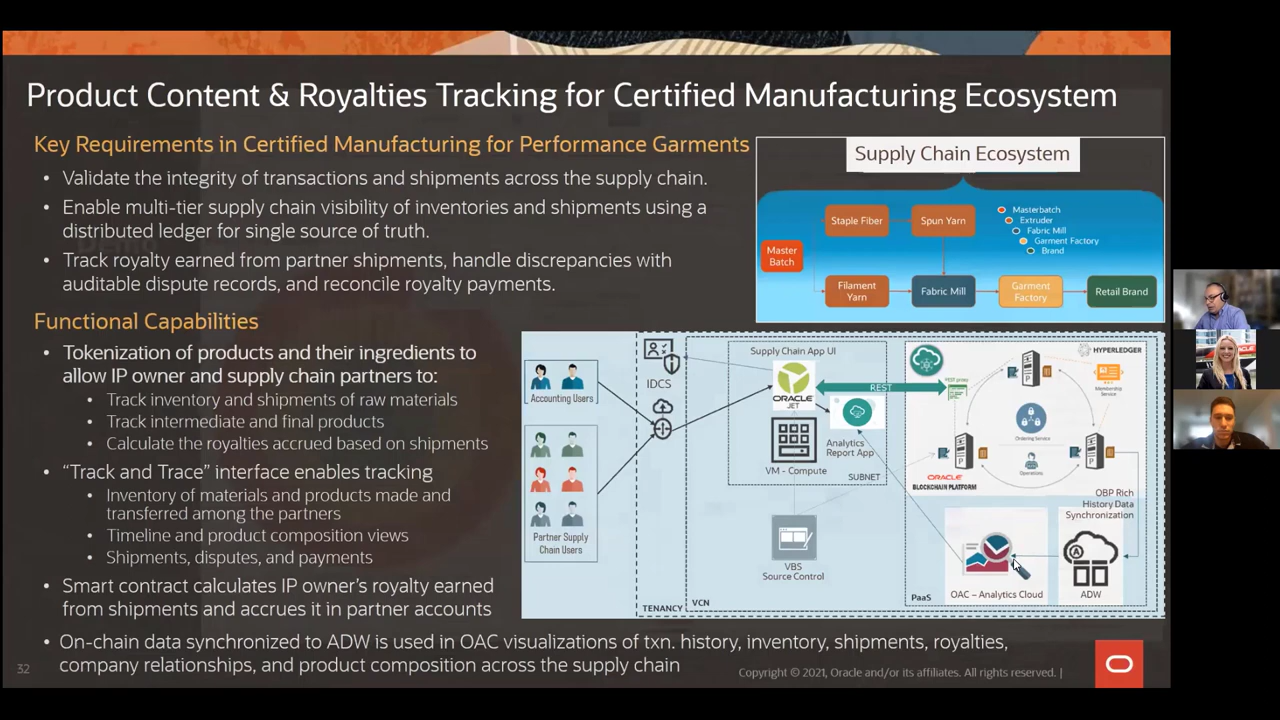 Product Content & Royalties Tracking for Certified Manufacturing Ecosystem
Key Requirements in Certified Manufacturing for Performance Garments
• Validate the integrity of transactions and shipments across the supply chain.
• Enable multi-tier supply chain visibility of inventories and shipments using a
distributed ledger for single source of truth.
• Track royalty earned from partner shipments, handle discrepancies with
auditable dispute records, and reconcile royalty payments.
Functional Capabilities
• Tokenization of products and their ingredients to
allow IP owner and supply chain partners to:
• Track inventory and shipments of raw materials
• Track intermediate and final products
• Calculate the royalties accrued based on shipments
• “Track and Trace” interface enables tracking
• Inventory of materials and products made and
transferred among the partners
• Timeline and product composition views
• Shipments, disputes, and payments
• Smart contract calculates IP owner’s royalty earned
from shipments and accrues it in partner accounts
• On-chain data synchronized to ADW is used in OAC visualizations of txn. history, inventory, shipments, royalties,
company relationships, and product composition across the supply chain
Supply Chain Ecosystem
Master
Batch
Staple Fiber
Spun Yarn
Masterbatch
Extruder
Fabric Mill
Garment Factory
Brand
Filament
Yarn
Fabric Mill
Garment
Factory
Retail Brand
Accounting Users
Partner Supply
Chain Users
IDCS
TENANCY
VCN
Supply Chain App UI
ORACLE
JET
REST
Analytics
Report App
VM - Compute
SUBNET
VBS
Source Control
PaaS
HYPERLEDGER
REST proxy
Membership
Service
Ordering Service
Operations
P
P
P
ORACLE
BLOCKCHAIN PLATFORM
OBP Rich
History Data
Synchronization
OAC – Analytics Cloud
A
ADW
32
Copyright © 2021, Oracle and/or its affiliates. All rights reserved. |